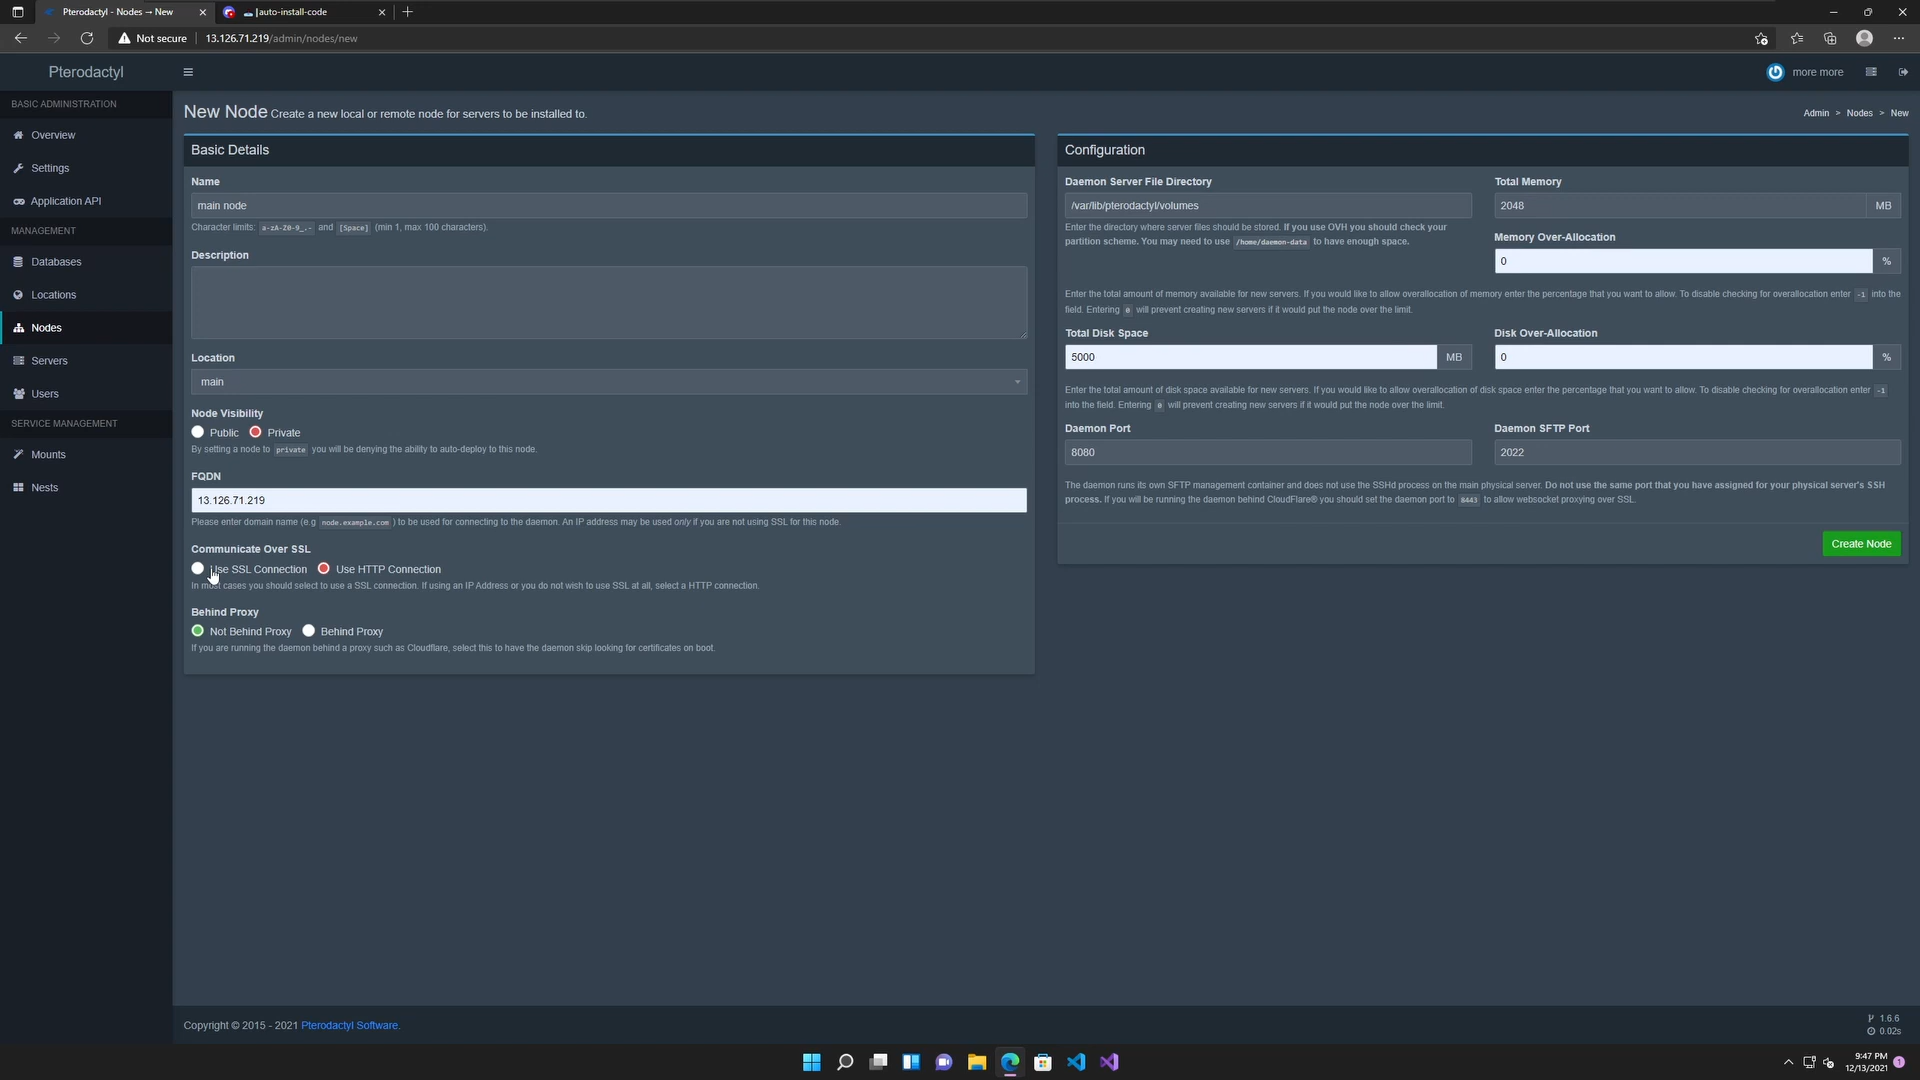 Pterodactyl - Nodes → New
|auto-install-code
Not secure
13.126.71.219/admin/nodes/new
Pterodactyl
more more
BASIC ADMINISTRATION
Overview
Settings
Application API
MANAGEMENT
Databases
Locations
Nodes
Servers
Users
SERVICE MANAGEMENT
Mounts
Nests
New Node Create a new local or remote node for servers to be installed to.
Admin > Nodes > New
Basic Details
Name
main node
Character limits: a-zA-Z0-9_.- and [Space] (min 1, max 100 characters).
Description
Location
main
Node Visibility
Public Private
By setting a node to private you will be denying the ability to auto-deploy to this node.
FQDN
13.126.71.219
Please enter domain name (e.g node.example.com ) to be used for connecting to the daemon. An IP address may be used only if you are not using SSL for this node.
Communicate Over SSL
Use SSL Connection Use HTTP Connection
In most cases you should select to use a SSL connection. If using an IP Address or you do not wish to use SSL at all, select a HTTP connection.
Behind Proxy
Not Behind Proxy Behind Proxy
If you are running the daemon behind a proxy such as Cloudflare, select this to have the daemon skip looking for certificates on boot.
Configuration
Daemon Server File Directory
/var/lib/pterodactyl/volumes
Enter the directory where server files should be stored. If you use OVH you should check your
partition scheme. You may need to use /home/daemon-data to have enough space.
Total Memory
2048 MB
Memory Over-Allocation
0 %
Enter the total amount of memory available for new servers. If you would like to allow overallocation of memory enter the percentage that you want to allow. To disable checking for overallocation enter -1 into the
field. Entering 0 will prevent creating new servers if it would put the node over the limit.
Total Disk Space
5000 MB
Disk Over-Allocation
0 %
Enter the total amount of disk space available for new servers. If you would like to allow overallocation of disk space enter the percentage that you want to allow. To disable checking for overallocation enter -1
into the field. Entering 0 will prevent creating new servers if it would put the node over the limit.
Daemon Port
8080
Daemon SFTP Port
2022
The daemon runs its own SFTP management container and does not use the SSHd process on the main physical server. Do not use the same port that you have assigned for your physical server's SSH
process. If you will be running the daemon behind CloudFlare® you should set the daemon port to 8443 to allow websocket proxying over SSL.
Create Node
Copyright © 2015 - 2021 Pterodactyl Software.
1.6.6
0.02s
9:47 PM
12/13/2021
1